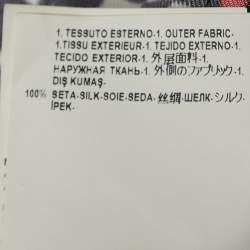 1. TESSUTO ESTERNO-1. OUTER FABRIC-
1.TISSU EXTERIEUR-1. TEJIDO EXTERNO-1.
TECIDO EXTERIOR-1. 外层面料-1.
НАРУЖНАЯ ТКАНЬ-1. 外側のファブリック-1.
DIŞ KUMAŞ-
100% SETA-SILK-SOIE-SEDA-丝绸-ШЕЛК-シルク-
İPEK-